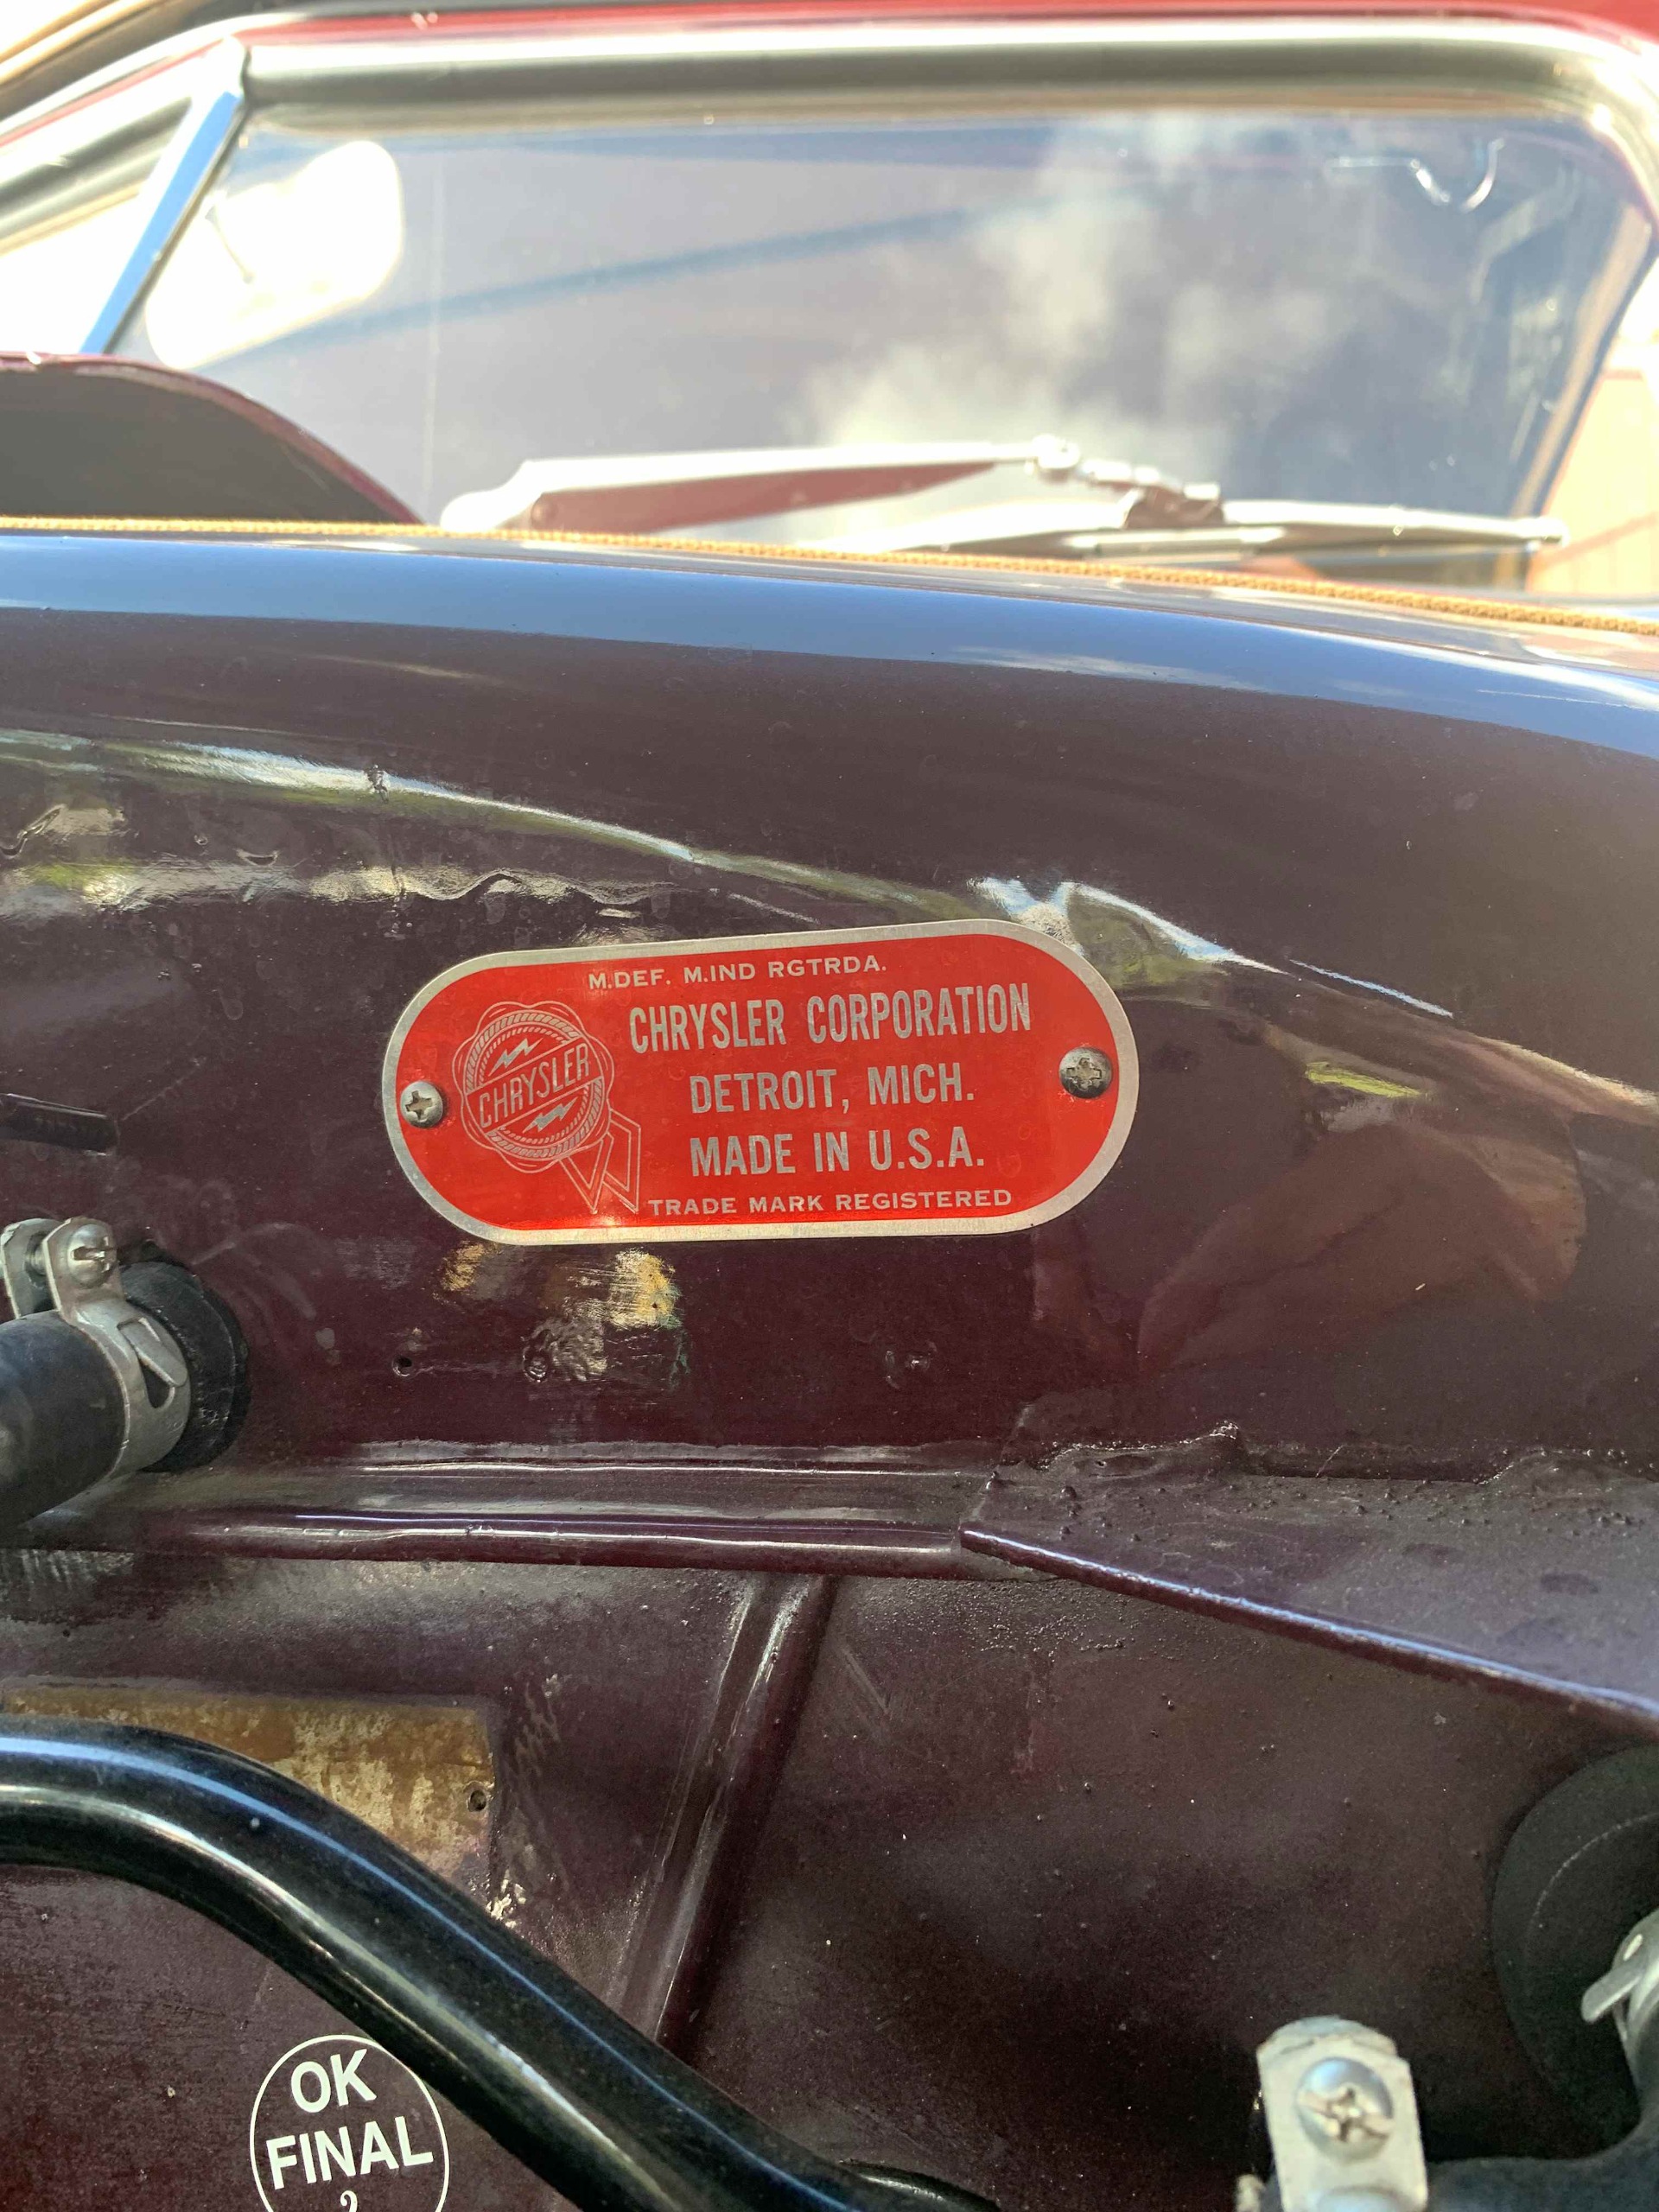 M.DEF. M.IND RGTRDA.
CHRYSLER
CHRYSLER CORPORATION
DETROIT, MICH.
MADE IN U.S.A.
TRADE MARK REGISTERED
OK
FINAL